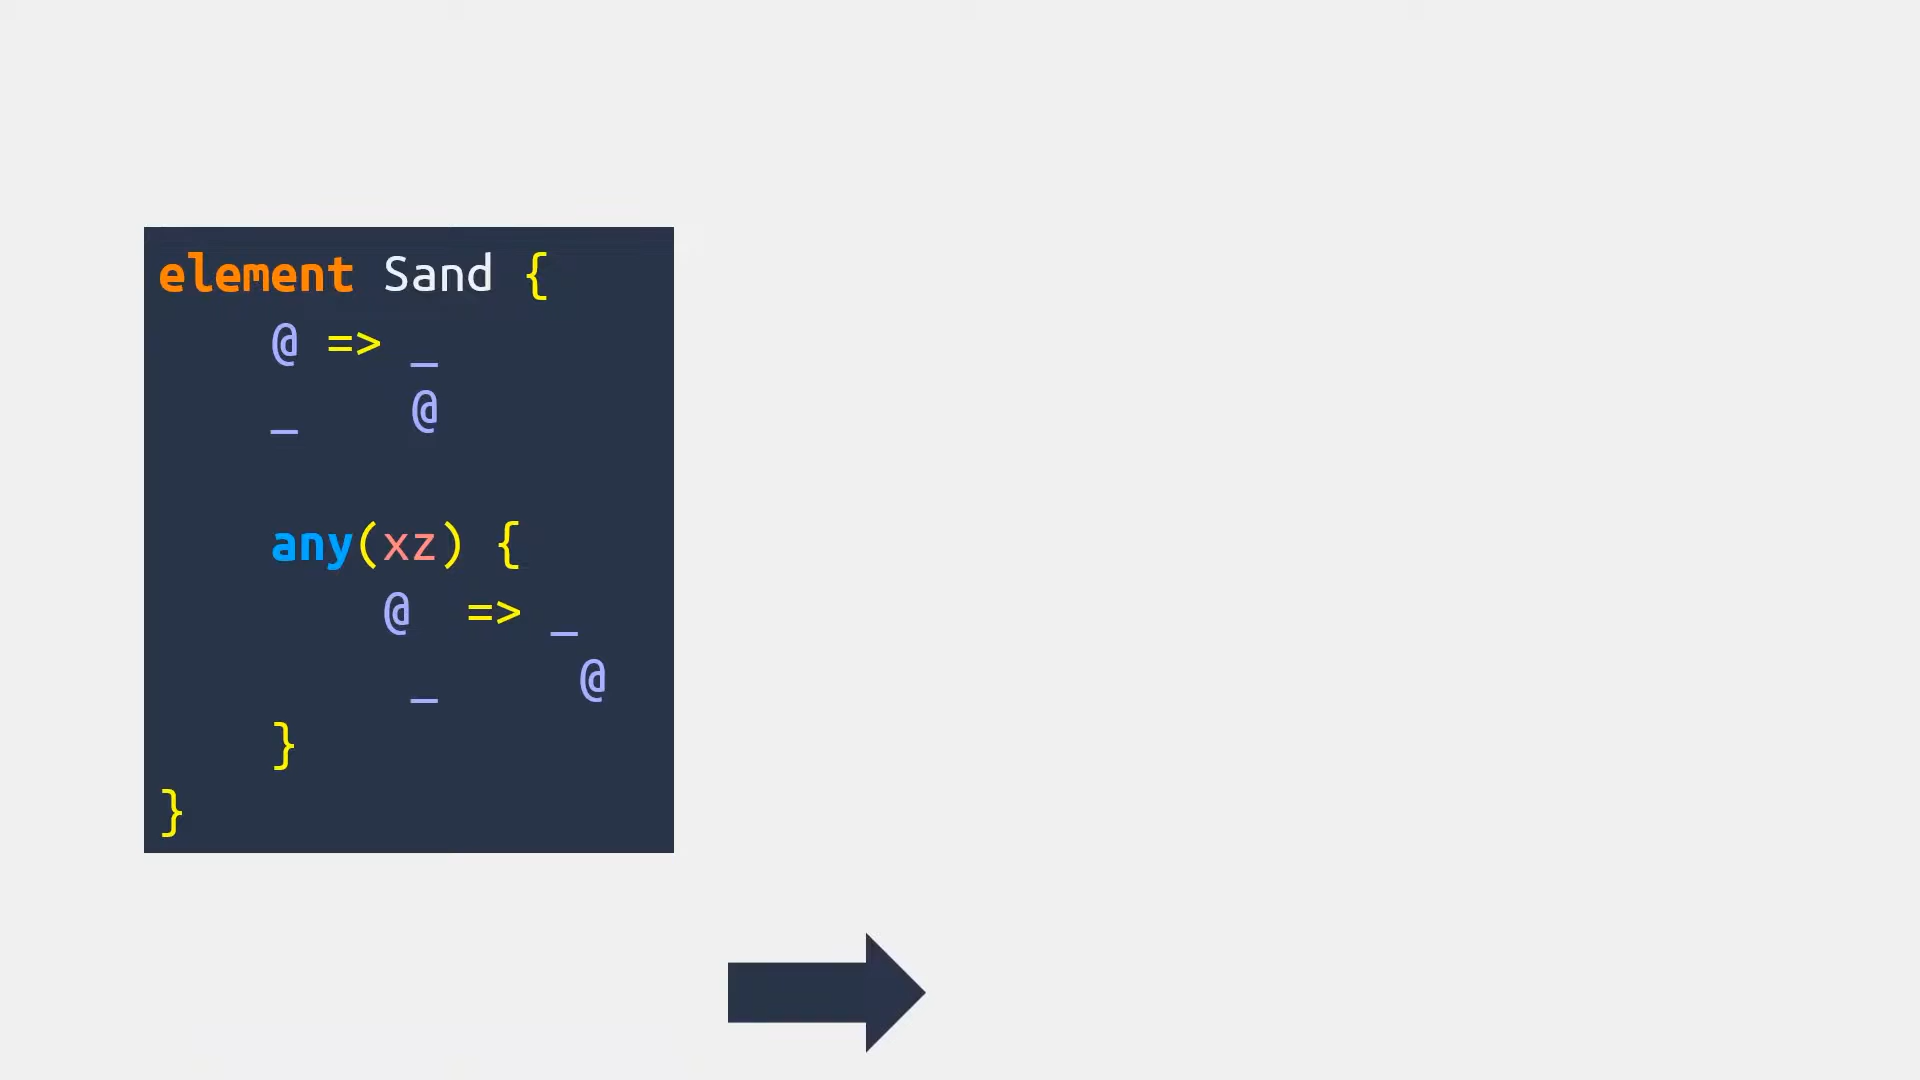 element Sand {
    @ => _
    _    @
    any(xz) {
        @  => _
         _     @
    }
}